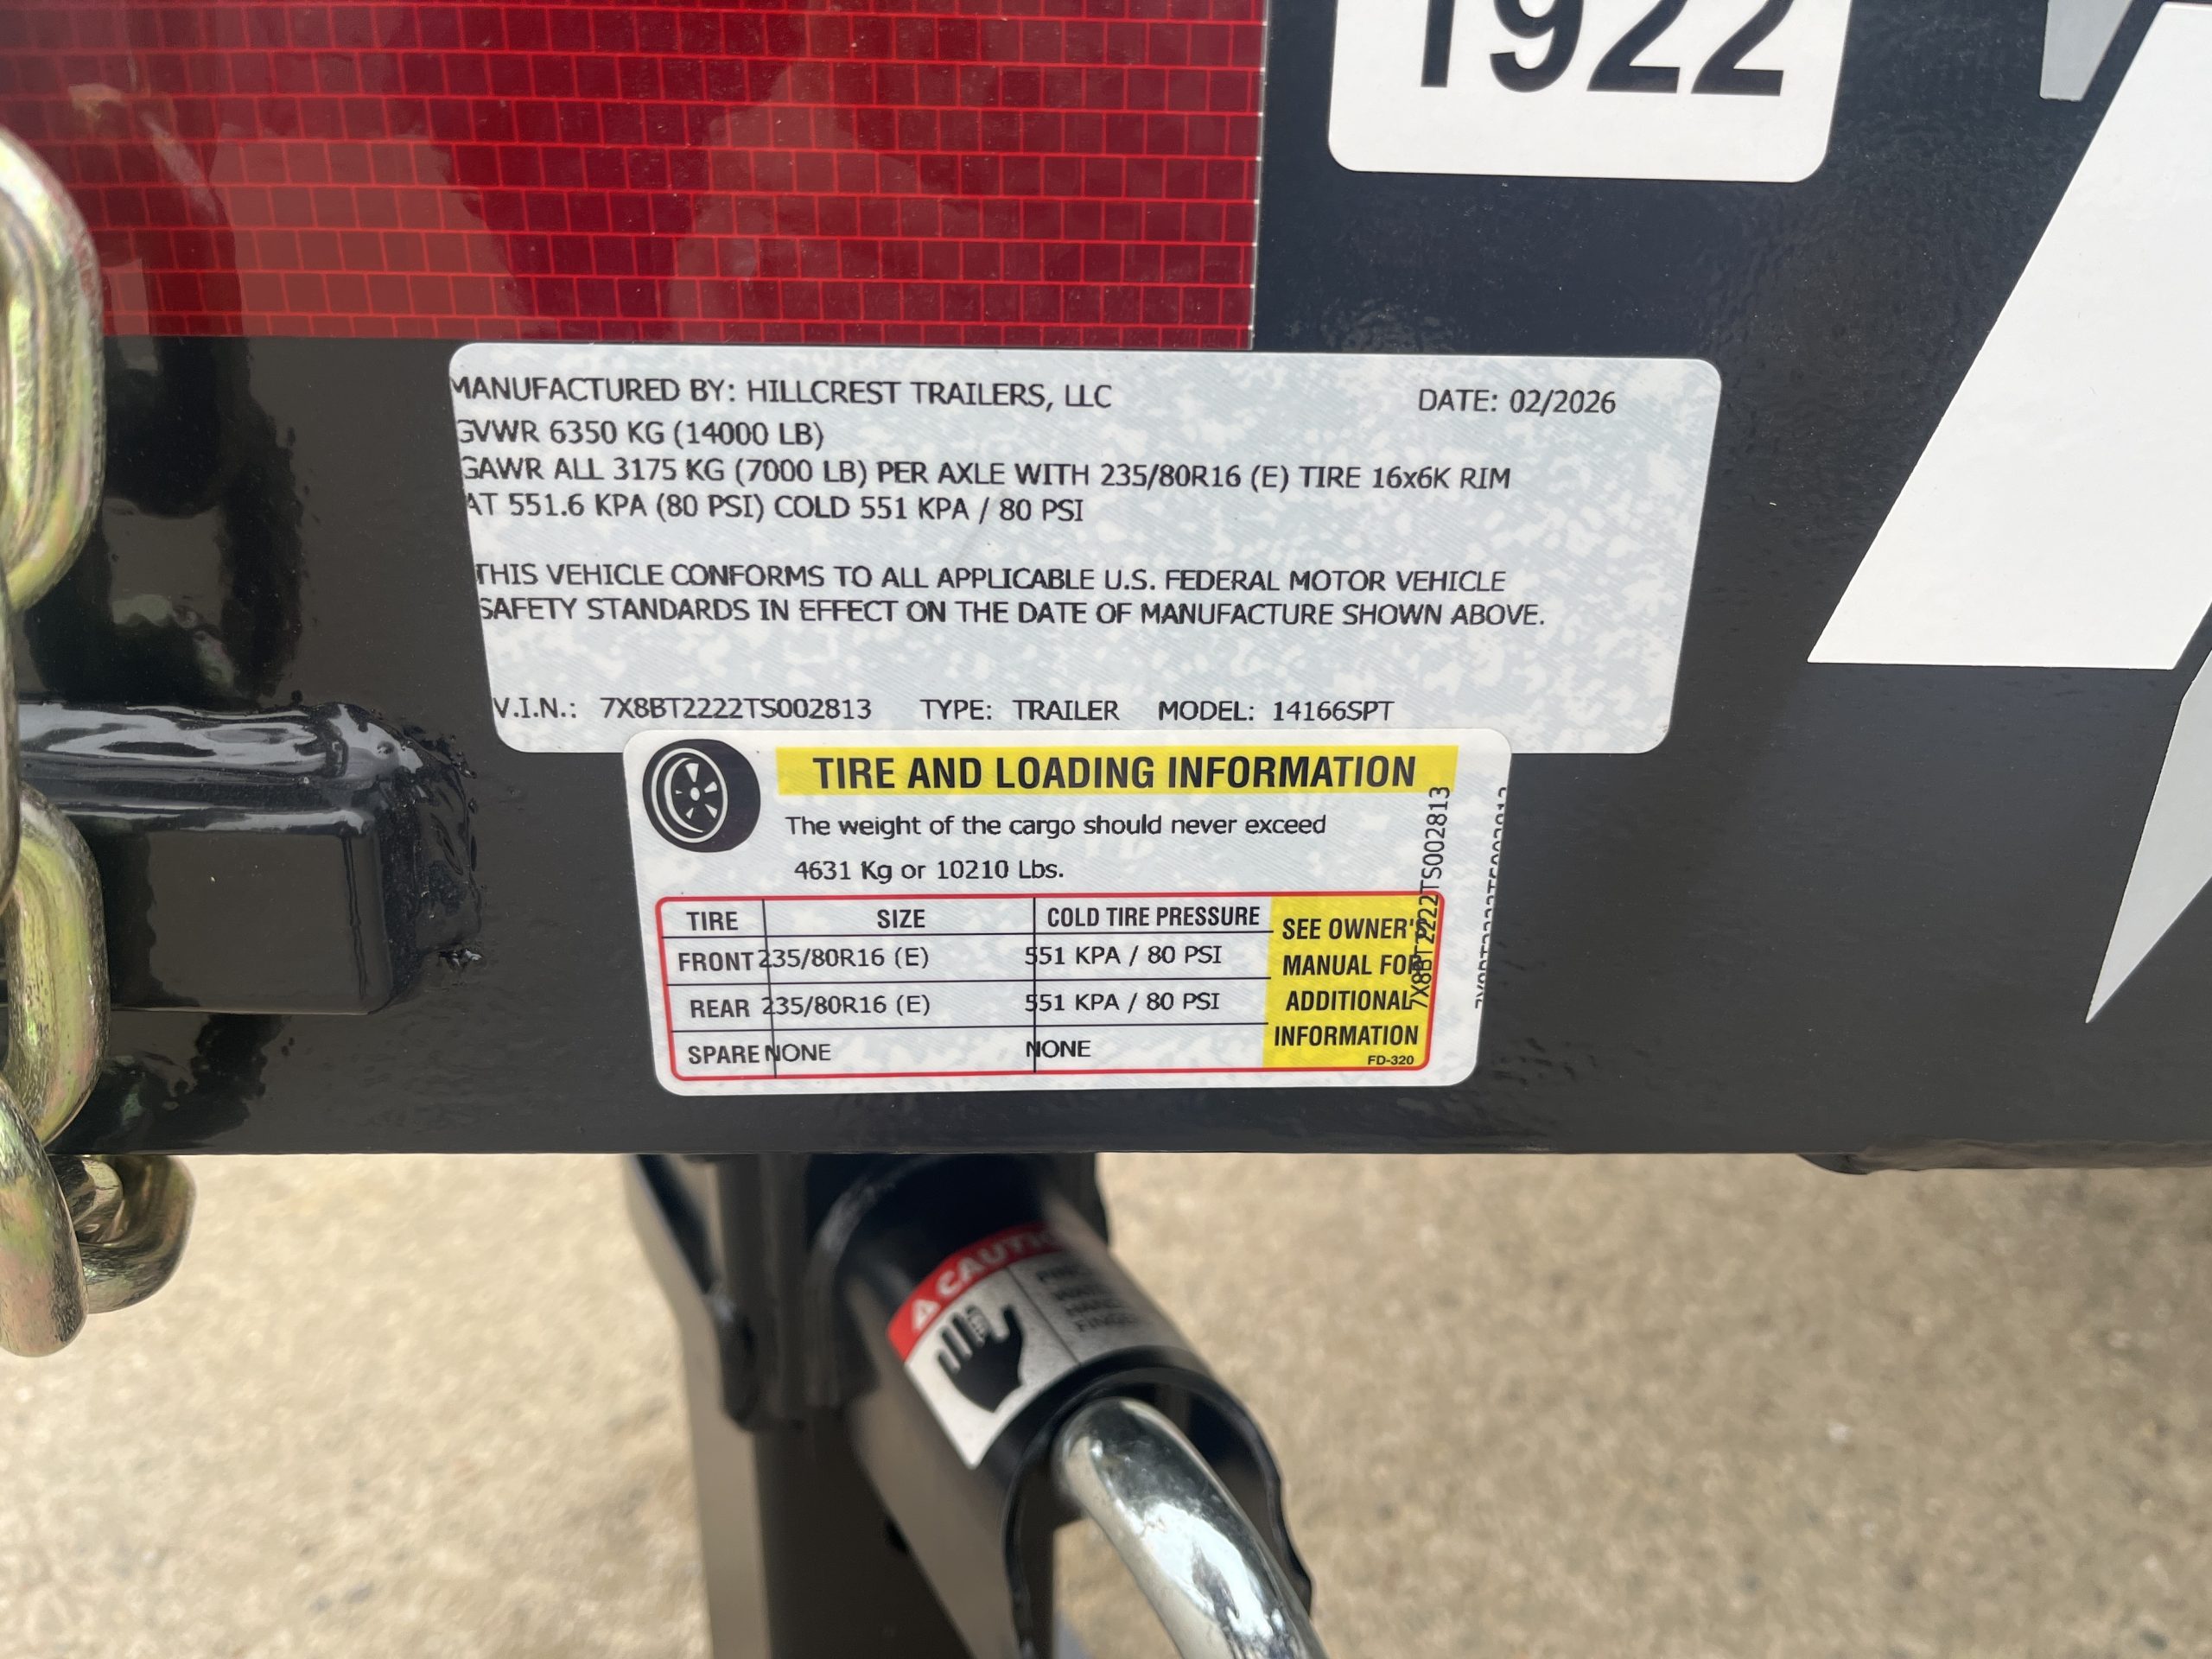 1922
MANUFACTURED BY: HILLCREST TRAILERS, LLC DATE: 02/2026
GVWR 6350 KG (14000 LB)
GAWR ALL 3175 KG (7000 LB) PER AXLE WITH 235/80R16 (E) TIRE 16x6K RIM
AT 551.6 KPA (80 PSI) COLD 551 KPA / 80 PSI
THIS VEHICLE CONFORMS TO ALL APPLICABLE U.S. FEDERAL MOTOR VEHICLE
SAFETY STANDARDS IN EFFECT ON THE DATE OF MANUFACTURE SHOWN ABOVE.
V.I.N.: 7X8BT2222TS002813 TYPE: TRAILER MODEL: 14166SPT
TIRE AND LOADING INFORMATION
The weight of the cargo should never exceed
4631 Kg or 10210 Lbs.
TIRE SIZE COLD TIRE PRESSURE
FRONT 235/80R16 (E) 551 KPA / 80 PSI
REAR 235/80R16 (E) 551 KPA / 80 PSI
SPARE NONE NONE
SEE OWNER'S
MANUAL FOR
ADDITIONAL
INFORMATION
FD-320
7X8BT2222TS002813
CAUTION